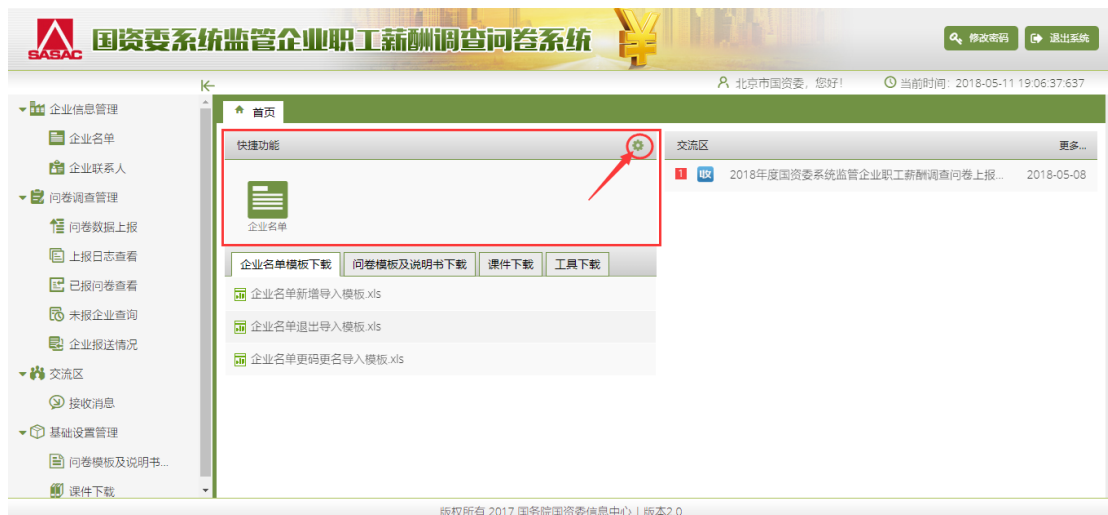 SASAC
国资委系统监管企业职工薪酬调查问卷系统
修改密码 退出系统
北京市国资委，您好！ 当前时间：2018-05-11 19:06:37:637
企业信息管理
企业名单
企业联系人
问卷调查管理
问卷数据上报
上报日志查看
已报问卷查看
未报企业查询
企业报送情况
交流区
接收消息
基础设置管理
问卷模板及说明书...
课件下载
首页
快捷功能
企业名单
企业名单模板下载 问卷模板及说明书下载 课件下载 工具下载
企业名单新增导入模板.xls
企业名单退出导入模板.xls
企业名单更码更名导入模板.xls
交流区 更多...
1 收 2018年度国资委系统监管企业职工薪酬调查问卷上报... 2018-05-08
版权所有 2017 国务院国资委信息中心 | 版本2.0